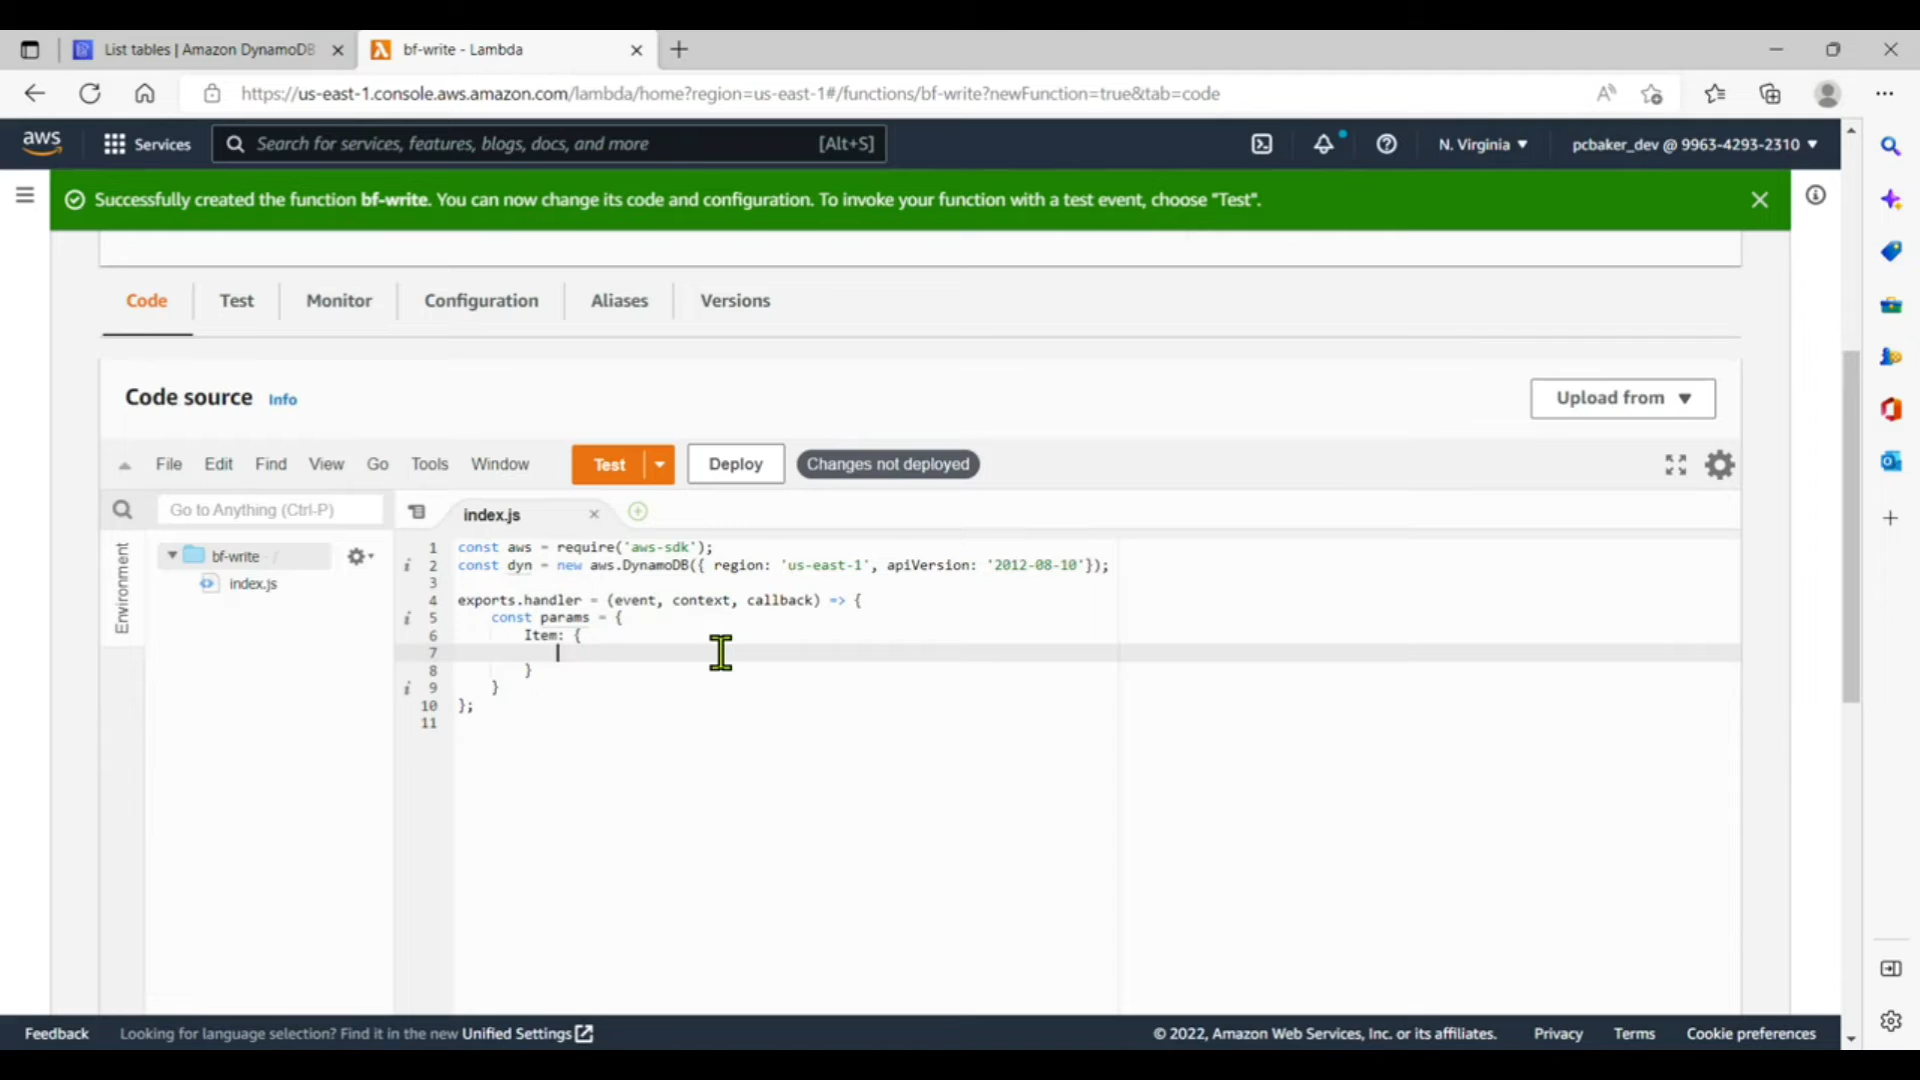 List tables | Amazon DynamoDB
bf-write - Lambda
https://us-east-1.console.aws.amazon.com/lambda/home?region=us-east-1#/functions/bf-write?newFunction=true&tab=code
aws
Services
Search for services, features, blogs, docs, and more
[Alt+S]
N. Virginia
pcbaker_dev @ 9963-4293-2310
Successfully created the function bf-write. You can now change its code and configuration. To invoke your function with a test event, choose "Test".
Code
Test
Monitor
Configuration
Aliases
Versions
Code source
Info
Upload from
File
Edit
Find
View
Go
Tools
Window
Test
Deploy
Changes not deployed
Go to Anything (Ctrl-P)
index.js
Environment
bf-write - /
index.js
1 const aws = require('aws-sdk');
2 const dyn = new aws.DynamoDB({ region: 'us-east-1', apiVersion: '2012-08-10'});
3
4 exports.handler = (event, context, callback) => {
5 const params = {
6 Item: {
7
8 }
9 }
10 };
11
Feedback
Looking for language selection? Find it in the new Unified Settings
© 2022, Amazon Web Services, Inc. or its affiliates.
Privacy
Terms
Cookie preferences